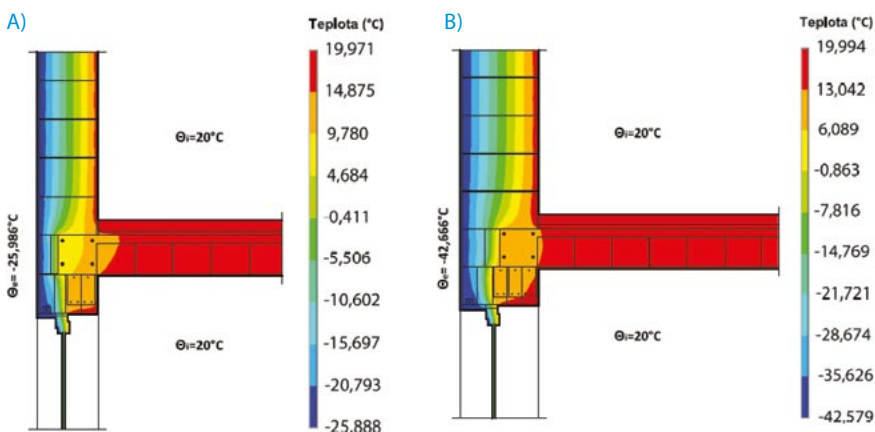 A)
Teplota (°C)
19,971
14,875
9,780
4,684
-0,411
-5,506
-10,602
-15,697
-20,793
-25,888
Θi=20°C
Θe= -25,986°C
Θi=20°C
B)
Teplota (°C)
19,994
13,042
6,089
-0,863
-7,816
-14,769
-21,721
-28,674
-35,626
-42,579
Θi=20°C
Θe= -42,666°C
Θi=20°C